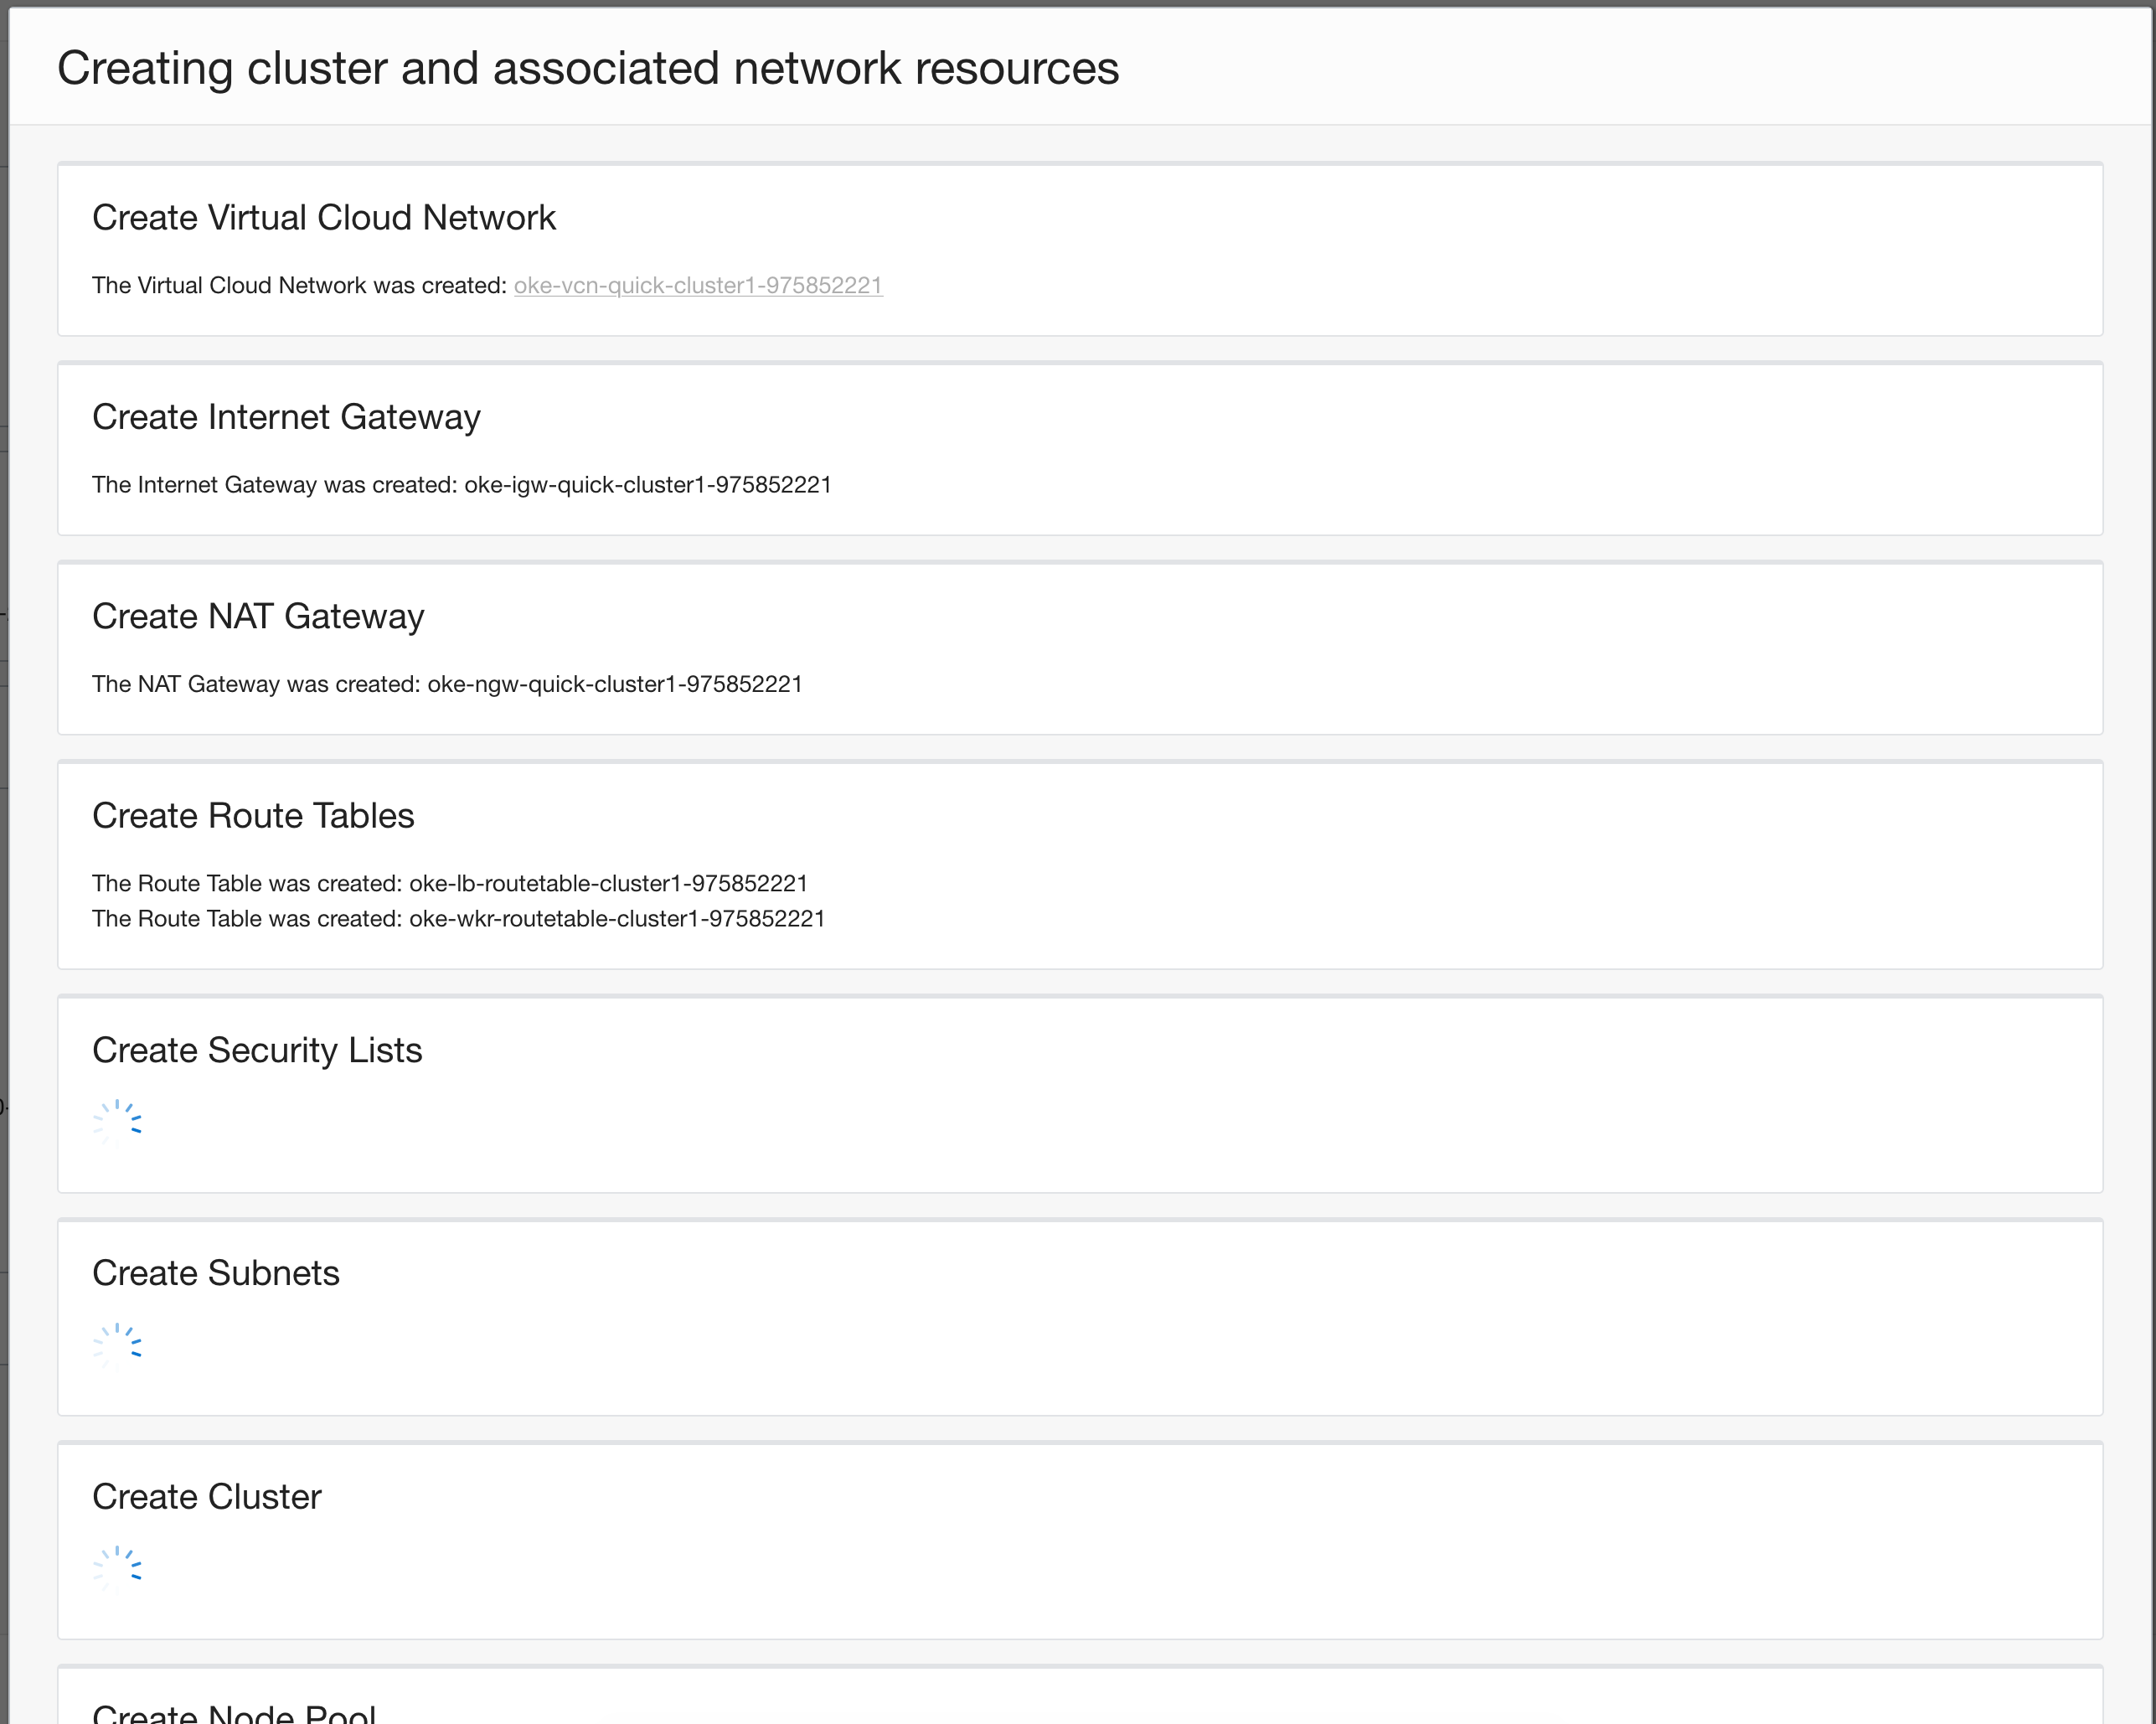 Creating cluster and associated network resources
Create Virtual Cloud Network
The Virtual Cloud Network was created: oke-vcn-quick-cluster1-975852221
Create Internet Gateway
The Internet Gateway was created: oke-igw-quick-cluster1-975852221
Create NAT Gateway
The NAT Gateway was created: oke-ngw-quick-cluster1-975852221
Create Route Tables
The Route Table was created: oke-lb-routetable-cluster1-975852221
The Route Table was created: oke-wkr-routetable-cluster1-975852221
Create Security Lists
Create Subnets
Create Cluster
Create Node Pool